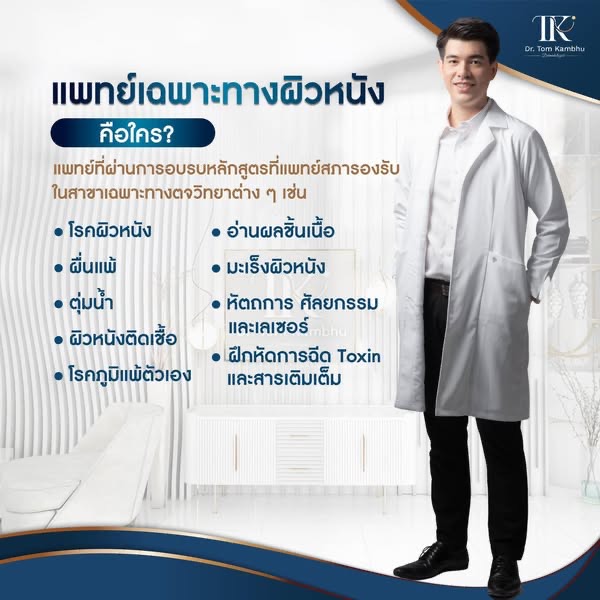 TK
Dr. Tom Kambhu
Dermatologist
แพทย์เฉพาะทางผิวหนัง
คือใคร?
แพทย์ที่ผ่านการอบรบหลักสูตรที่แพทย์สภารองรับ
ในสาขาเฉพาะทางตจวิทยาต่าง ๆ เช่น
• โรคผิวหนัง
• ผื่นแพ้
• ตุ่มน้ำ
• ผิวหนังติดเชื้อ
• โรคภูมิแพ้ตัวเอง
• อ่านผลชิ้นเนื้อ
• มะเร็งผิวหนัง
• หัตถการ ศัลยกรรม
และเลเซอร์
• ฝึกหัดการฉีด Toxin
และสารเติมเต็ม